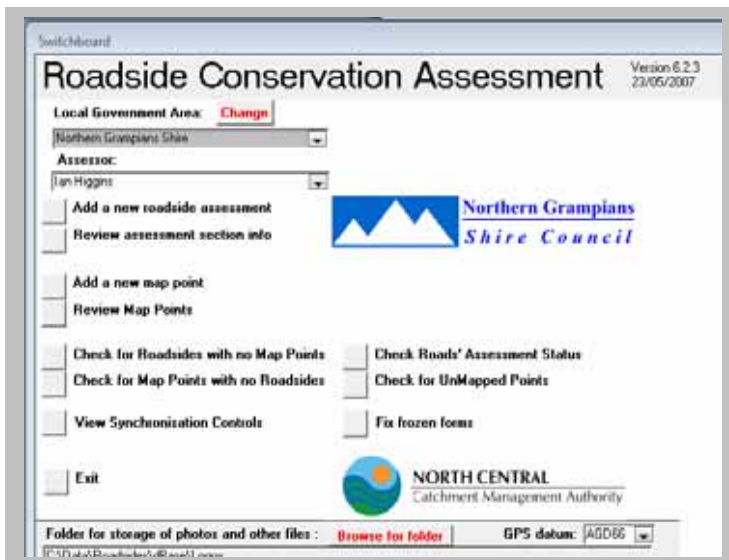 Switchboard
Roadside Conservation Assessment
Version 6.2.3
23/05/2007
Local Government Area: Change
Northern Grampians Shire
Assessor:
Ian Higgins
Add a new roadside assessment
Review assessment section info
Northern Grampians
Shire Council
Add a new map point
Review Map Points
Check for Roadsides with no Map Points
Check Roads' Assessment Status
Check for Map Points with no Roadsides
Check for UnMapped Points
View Synchronisation Controls
Fix frozen forms
Exit
NORTH CENTRAL
Catchment Management Authority
Folder for storage of photos and other files : Browse for folder GPS datum: AGD66